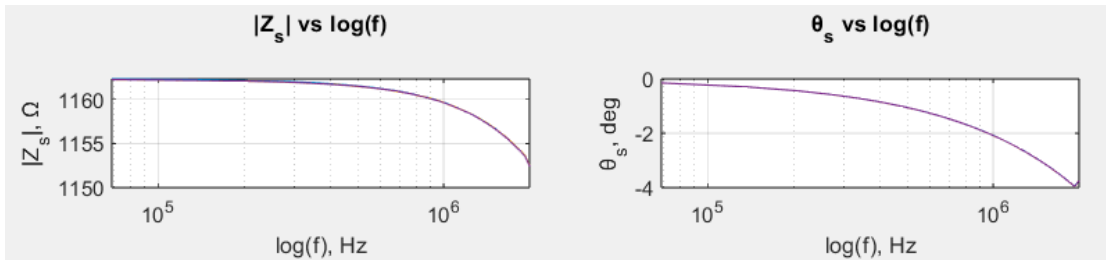 |Z_s| vs log(f)
1160
1155
1150
10^5
10^6
|Z_s|, Ω
log(f), Hz
θ_s vs log(f)
0
-2
-4
10^5
10^6
θ_s, deg
log(f), Hz